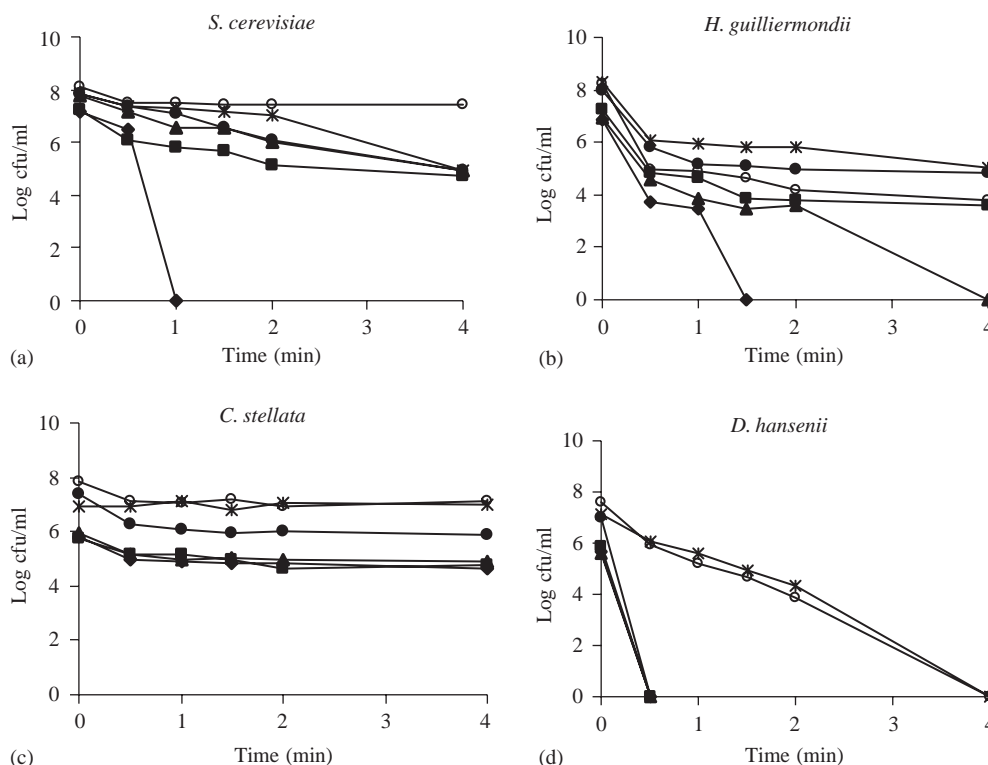 S. cerevisiae
10
8
6
4
2
0
Log cfu/ml
0 1 2 3 4
(a) Time (min)
H. guilliermondii
10
8
6
4
2
0
Log cfu/ml
0 1 2 3 4
(b) Time (min)
C. stellata
10
8
6
4
2
0
Log cfu/ml
0 1 2 3 4
(c) Time (min)
D. hansenii
10
8
6
4
2
0
Log cfu/ml
0 1 2 3 4
(d) Time (min)